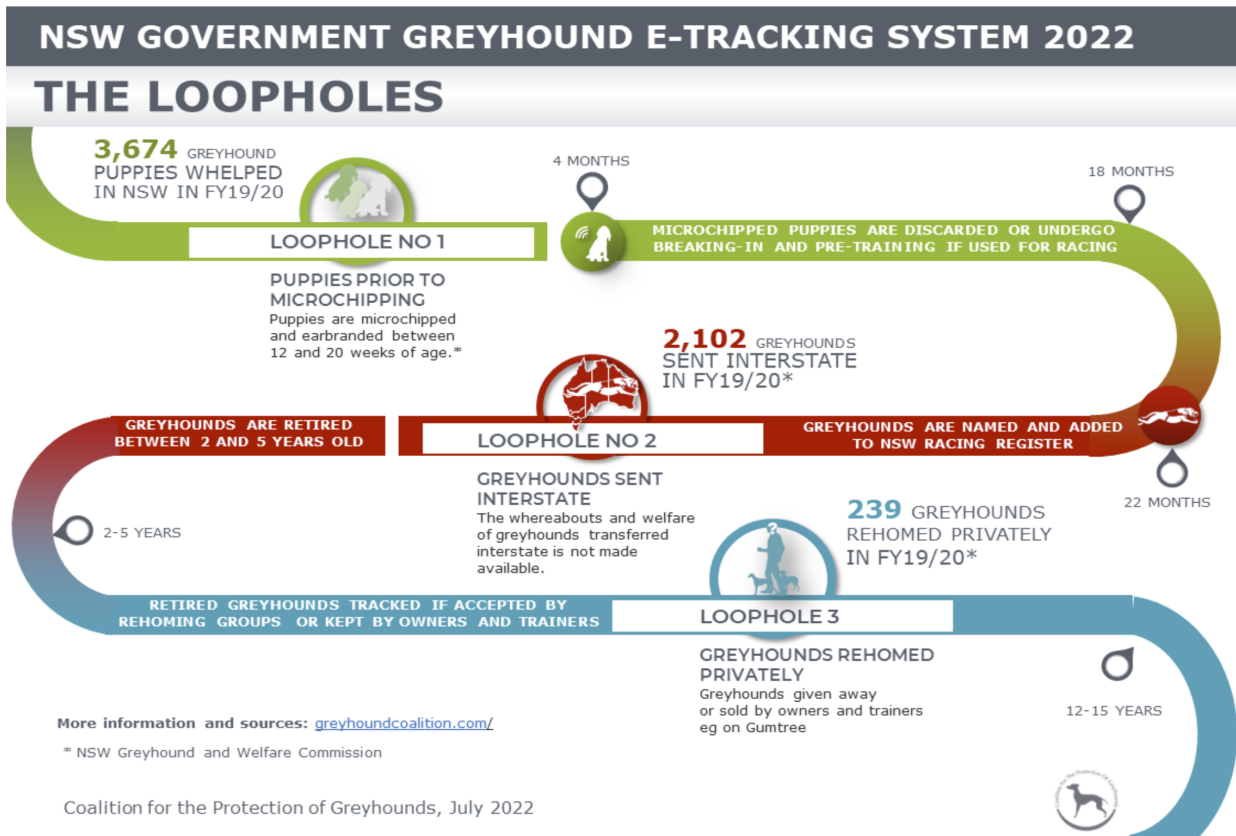 NSW GOVERNMENT GREYHOUND E-TRACKING SYSTEM 2022
THE LOOPHOLES
3,674 GREYHOUND
PUPPIES WHELPED
IN NSW IN FY19/20
4 MONTHS
18 MONTHS
LOOPHOLE NO 1
MICROCHIPPED PUPPIES ARE DISCARDED OR UNDERGO
BREAKING-IN AND PRE-TRAINING IF USED FOR RACING
PUPPIES PRIOR TO
MICROCHIPPING
Puppies are microchipped
and earbranded between
12 and 20 weeks of age.*
2,102 GREYHOUNDS
SENT INTERSTATE
IN FY19/20*
GREYHOUNDS ARE RETIRED
BETWEEN 2 AND 5 YEARS OLD
LOOPHOLE NO 2
GREYHOUNDS ARE NAMED AND ADDED
TO NSW RACING REGISTER
GREYHOUNDS SENT
INTERSTATE
The whereabouts and welfare
of greyhounds transferred
interstate is not made
available.
22 MONTHS
2-5 YEARS
239 GREYHOUNDS
REHOMED PRIVATELY
IN FY19/20*
?
RETIRED GREYHOUNDS TRACKED IF ACCEPTED BY
REHOMING GROUPS OR KEPT BY OWNERS AND TRAINERS
LOOPHOLE 3
GREYHOUNDS REHOMED
PRIVATELY
Greyhounds given away
or sold by owners and trainers
eg on Gumtree
12-15 YEARS
More information and sources: greyhoundcoalition.com/
* NSW Greyhound and Welfare Commission
Coalition for the Protection of Greyhounds, July 2022
Coalition For The Protection Of Greyhounds